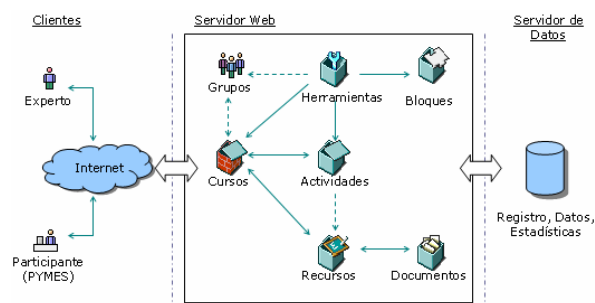 Clientes
Servidor Web
Servidor de
Datos
Experto
Grupos
Herramientas
Bloques
Internet
Cursos
Actividades
Registro, Datos,
Estadísticas
Participante
(PYMES)
Recursos
Documentos